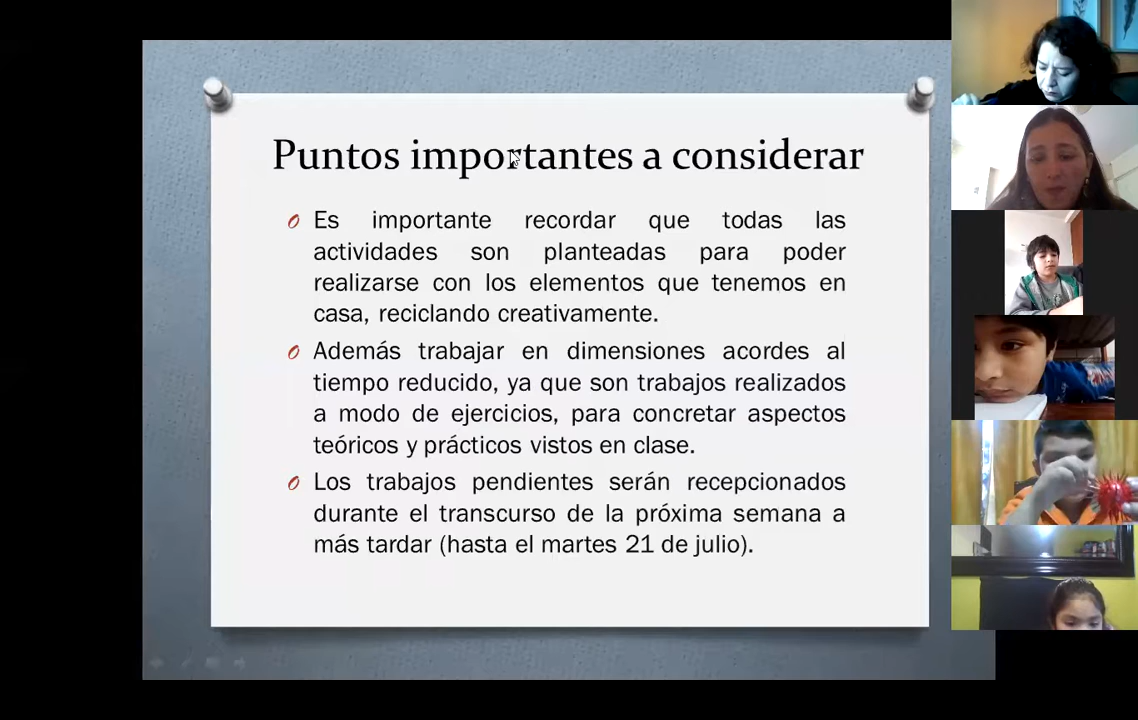 Puntos importantes a considerar
Es importante recordar que todas las
actividades son planteadas para poder
realizarse con los elementos que tenemos en
casa, reciclando creativamente.
Además trabajar en dimensiones acordes al
tiempo reducido, ya que son trabajos realizados
a modo de ejercicios, para concretar aspectos
teóricos y prácticos vistos en clase.
Los trabajos pendientes serán recepcionados
durante el transcurso de la próxima semana a
más tardar (hasta el martes 21 de julio).